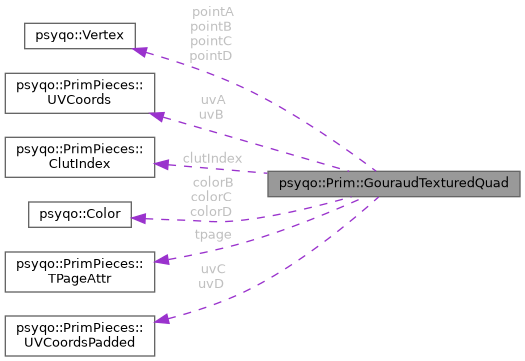 pointA
pointB
pointC
pointD
psyqo::Vertex
psyqo::PrimPieces::
UVCoords
uvA
uvB
psyqo::PrimPieces::
ClutIndex
clutIndex
psyqo::Prim::GouraudTexturedQuad
colorB
colorC
colorD
psyqo::Color
tpage
psyqo::PrimPieces::
TPageAttr
uvC
uvD
psyqo::PrimPieces::
UVCoordsPadded